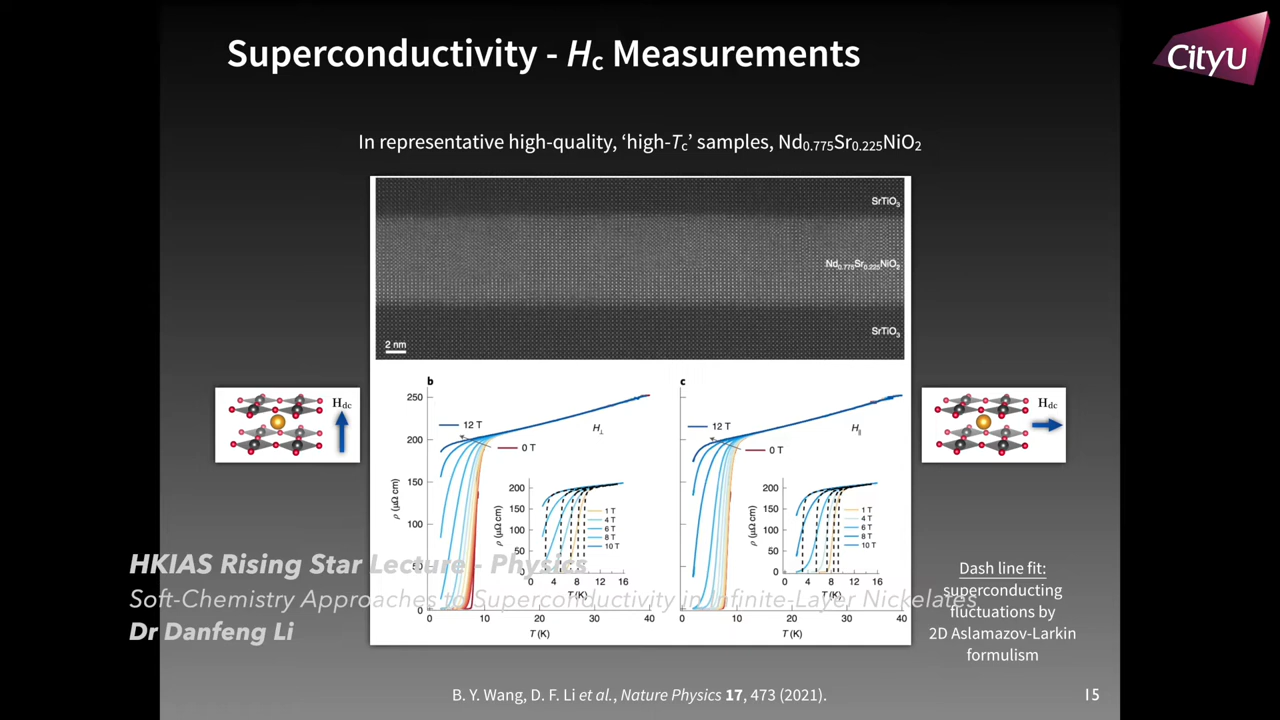 Superconductivity - Hc Measurements
CityU
In representative high-quality, ‘high-Tc’ samples, Nd0.775Sr0.225NiO2
SrTiO3
Nd0.775Sr0.225NiO2
SrTiO3
2 nm
b
250
200
150
100
50
0
ρ (μΩ cm)
12 T
0 T
H⊥
200
150
100
50
0
ρ (μΩ cm)
1 T
4 T
6 T
8 T
10 T
0 4 8 12 16
T (K)
0 10 20 30 40
T (K)
c
12 T
0 T
H∥
200
150
100
50
0
ρ (μΩ cm)
1 T
4 T
6 T
8 T
10 T
0 4 8 12 16
T (K)
0 10 20 30 40
T (K)
Hdc
Hdc
Dash line fit:
superconducting
fluctuations by
2D Aslamazov-Larkin
formulism
HKIAS Rising Star Lecture - Physics
Soft-Chemistry Approaches to Superconductivity in Infinite-Layer Nickelates
Dr Danfeng Li
B. Y. Wang, D. F. Li et al., Nature Physics 17, 473 (2021).
15